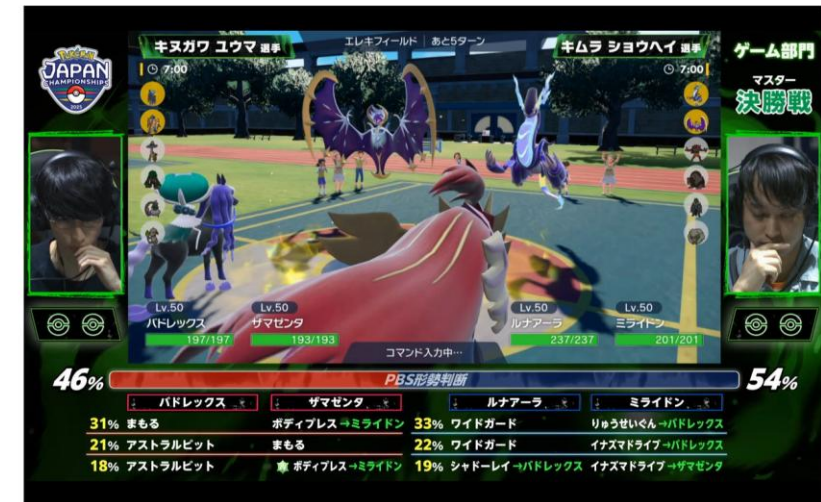 Pokémon
JAPAN
CHAMPIONSHIPS
2025
キヌガワ ユウマ 選手
7:00
エレキフィールド あと5ターン
キムラ ショウヘイ 選手
7:00
ゲーム部門
マスター
決勝戦
Lv.50
バドレックス
197/197
Lv.50
ザマゼンタ
193/193
Lv.50
ルナアーラ
237/237
Lv.50
ミライドン
201/201
コマンド入力中…
46%
PBS形勢判断
54%
バドレックス ザマゼンタ ルナアーラ ミライドン
31% まもる ボディプレス→ミライドン 33% ワイドガード りゅうせいぐん→バドレックス
21% アストラルビット まもる 22% ワイドガード イナズマドライブ→バドレックス
18% アストラルビット ボディプレス→ミライドン 19% シャドーレイ→バドレックス イナズマドライブ→ザマゼンタ